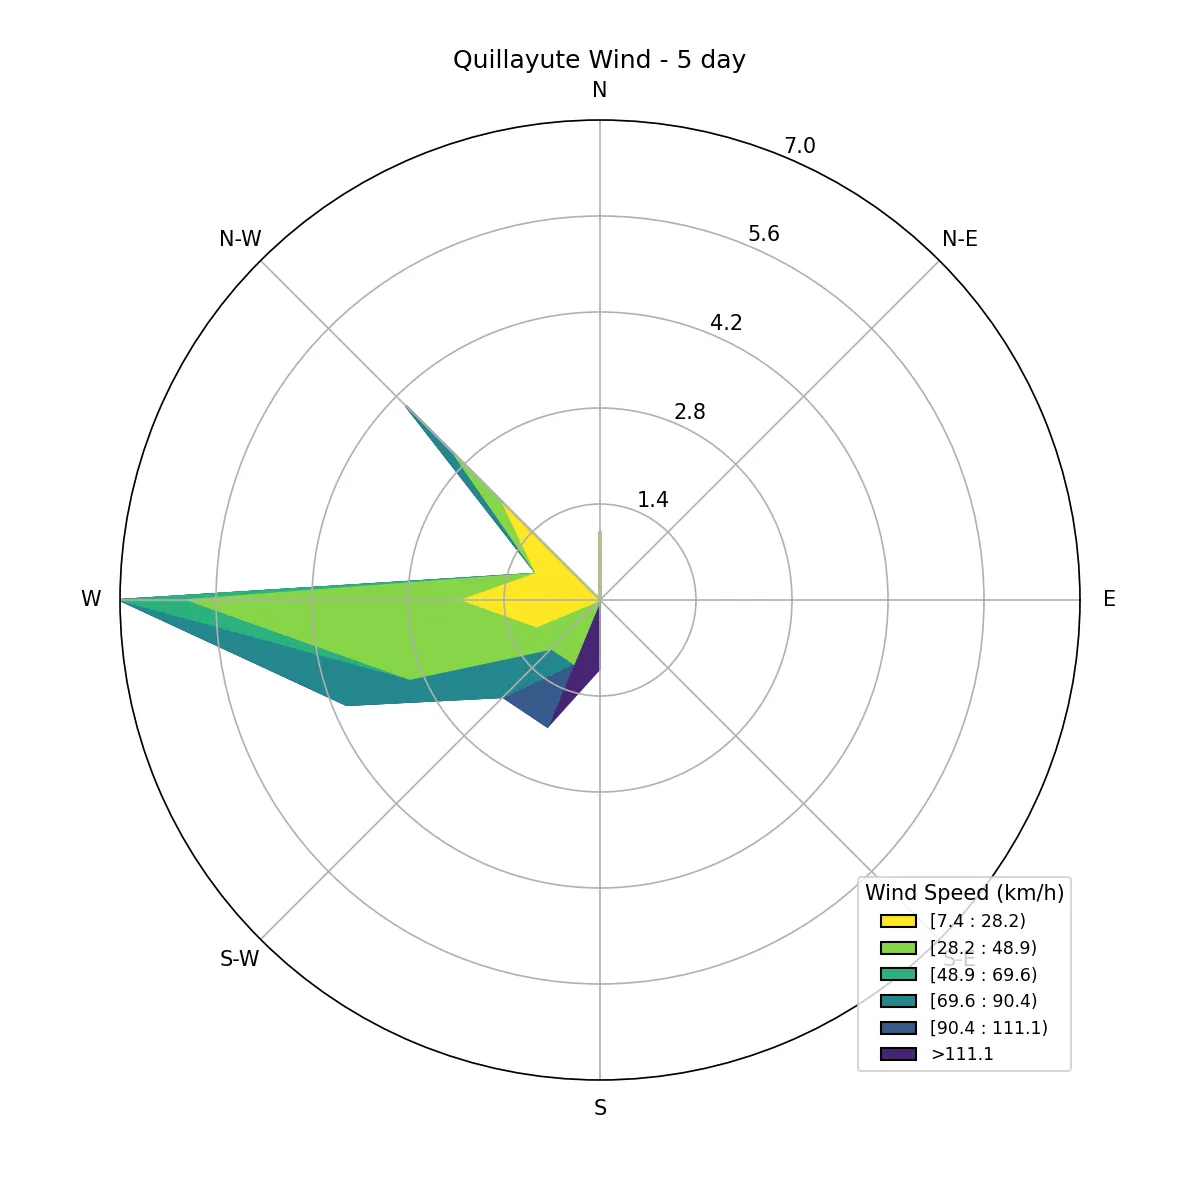 Quillayute Wind - 5 day
N
7.0
N-W
5.6
N-E
4.2
2.8
1.4
W
E
Wind Speed (km/h)
[7.4 : 28.2)
[28.2 : 48.9)
S-W
S-E
[48.9 : 69.6)
[69.6 : 90.4)
[90.4 : 111.1)
>111.1
S